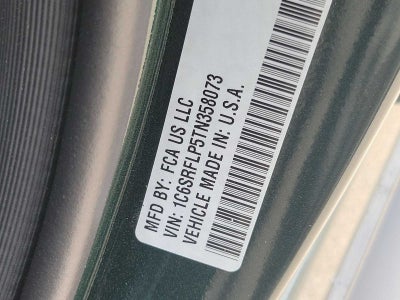 MFD BY: FCA US LLC
VIN: 1C6SRFLP5TN358073
VEHICLE MADE IN: U.S.A.